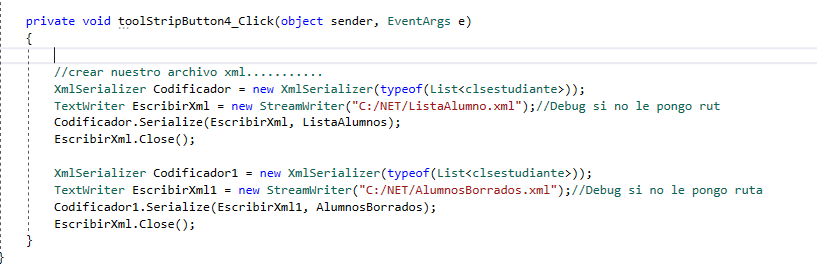 private void toolStripButton4_Click(object sender, EventArgs e)
{
//crear nuestro archivo xml...........
XmlSerializer Codificador = new XmlSerializer(typeof(List<clsestudiante>));
TextWriter EscribirXml = new StreamWriter("C:/NET/ListaAlumno.xml");//Debug si no le pongo rut
Codificador.Serialize(EscribirXml, ListaAlumnos);
EscribirXml.Close();
XmlSerializer Codificador1 = new XmlSerializer(typeof(List<clsestudiante>));
TextWriter EscribirXml1 = new StreamWriter("C:/NET/AlumnosBorrados.xml");//Debug si no le pongo ruta
Codificador1.Serialize(EscribirXml1, AlumnosBorrados);
EscribirXml.Close();
}
}